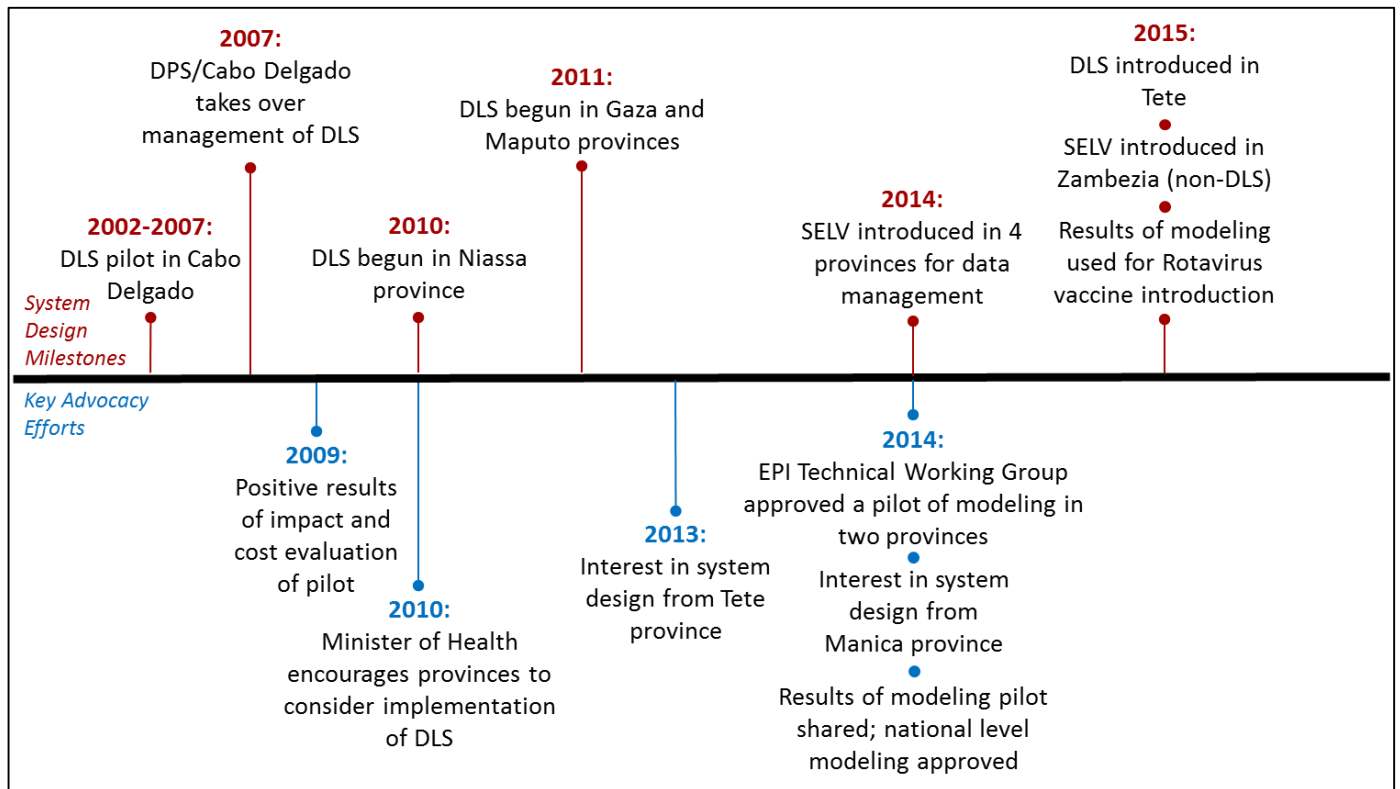 2007:
DPS/Cabo Delgado
takes over
management of DLS
2002-2007:
DLS pilot in Cabo
Delgado
2010:
DLS begun in Niassa
province
2011:
DLS begun in Gaza and
Maputo provinces
2014:
SELV introduced in 4
provinces for data
management
2015:
DLS introduced in
Tete
SELV introduced in
Zambezia (non-DLS)
Results of modeling
used for Rotavirus
vaccine introduction
System
Design
Milestones
Key Advocacy
Efforts
2009:
Positive results
of impact and
cost evaluation
of pilot
2010:
Minister of Health
encourages provinces to
consider implementation
of DLS
2013:
Interest in system
design from Tete
province
2014:
EPI Technical Working Group
approved a pilot of modeling in
two provinces
Interest in system
design from
Manica province
Results of modeling pilot
shared; national level
modeling approved